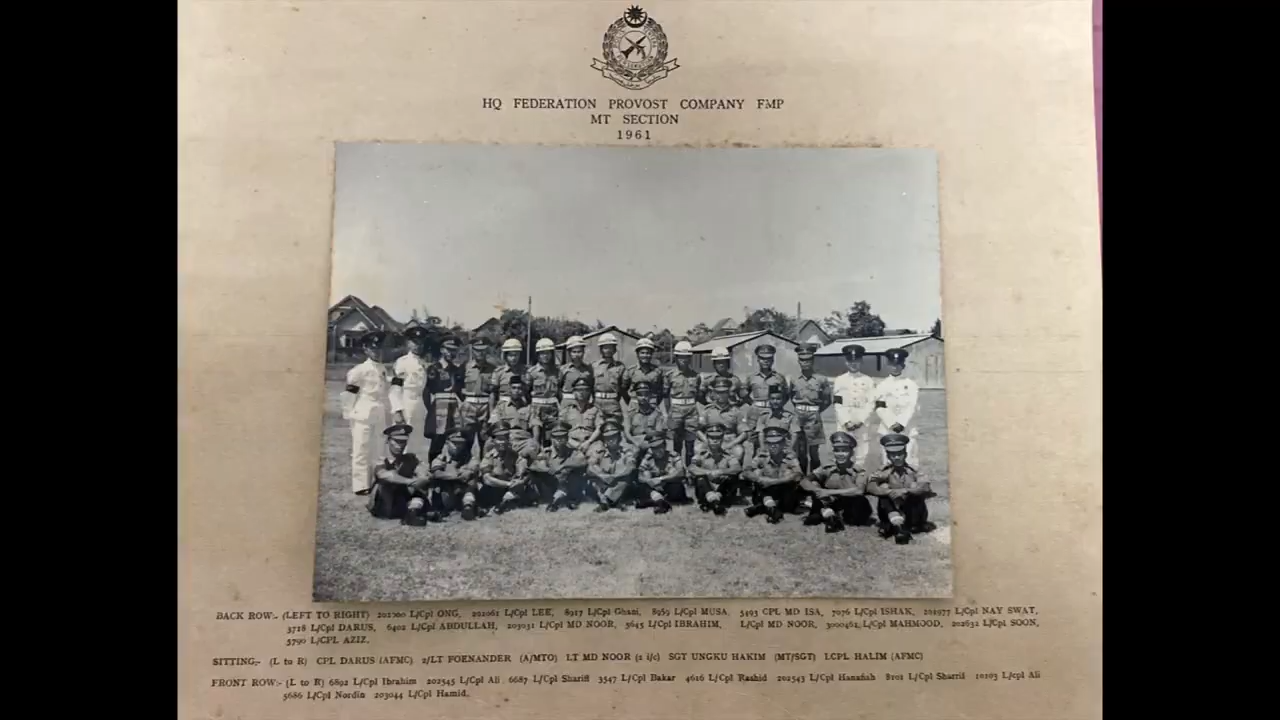 HQ FEDERATION PROVOST COMPANY FMP
MT SECTION
1961
BACK ROW:- (LEFT TO RIGHT) 202000 L/Cpl ONG, 202061 L/Cpl LEE, 8917 L/Cpl Ghani, 8959 L/Cpl MUSA, 5493 CPL MD ISA, 7076 L/Cpl ISHAK, 201977 L/Cpl NAY SWAT,
3718 L/Cpl DARUS, 6402 L/Cpl ABDULLAH, 203031 L/Cpl MD NOOR, 5645 L/Cpl IBRAHIM, L/Cpl MD NOOR, 3000462, L/Cpl MAHMOOD, 202632 L/Cpl SOON,
5790 L/CPL AZIZ.
SITTING:- (L to R) CPL DARUS (AFMC) 2/LT FOENANDER (A/MTO) LT MD NOOR (2 i/c) SGT UNGKU HAKIM (MT/SGT) LCPL HALIM (AFMC)
FRONT ROW:- (L to R) 6892 L/Cpl Ibrahim 202545 L/Cpl Ali 6687 L/Cpl Shariff 3547 L/Cpl Bakar 4616 L/Cpl Rashid 202543 L/Cpl Hanafiah 8101 L/Cpl Sharrif 10103 L/cpl Ali
5686 L/Cpl Nordin 203044 L/Cpl Hamid.